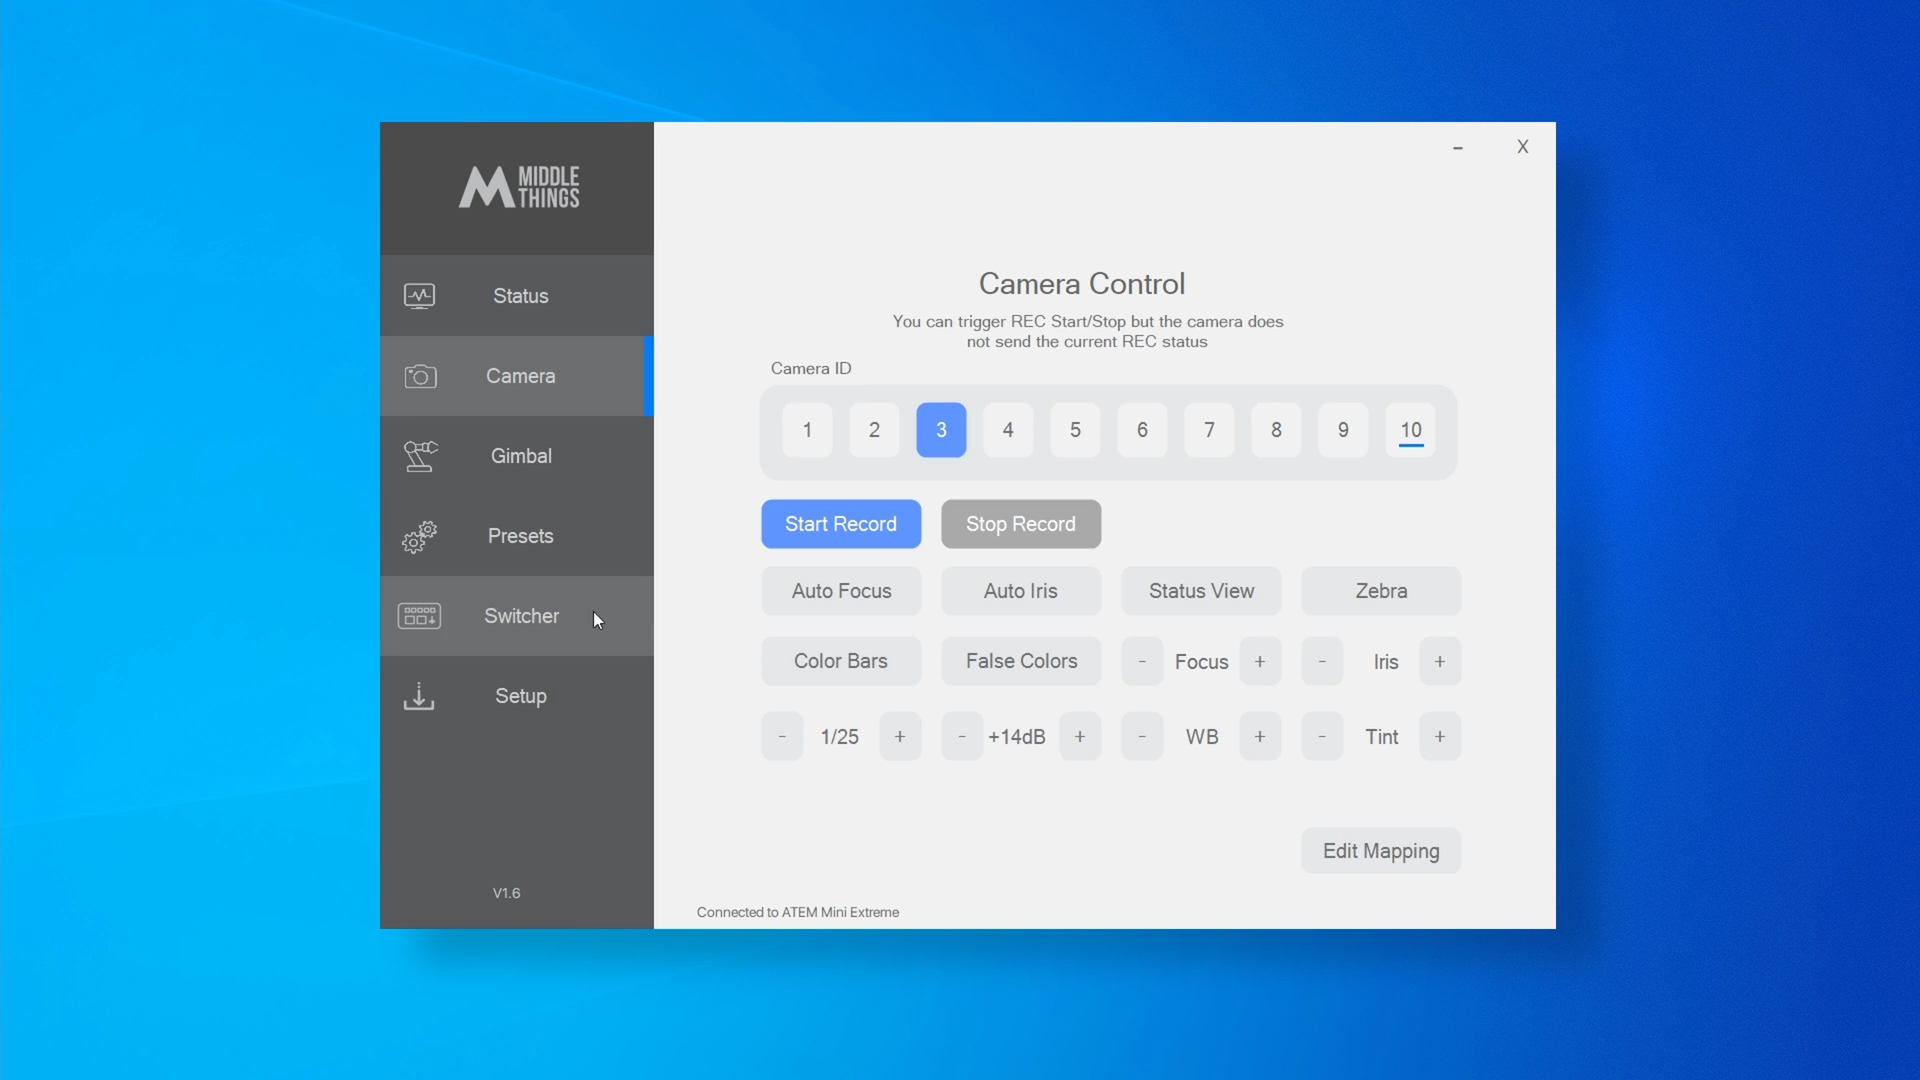 MIDDLE
THINGS
Status
Camera
Gimbal
Presets
Switcher
Setup
V1.6
- X
Camera Control
You can trigger REC Start/Stop but the camera does
not send the current REC status
Camera ID
1 2 3 4 5 6 7 8 9 10
Start Record Stop Record
Auto Focus Auto Iris Status View Zebra
Color Bars False Colors - Focus + - Iris +
- 1/25 + - +14dB + - WB + - Tint +
Edit Mapping
Connected to ATEM Mini Extreme